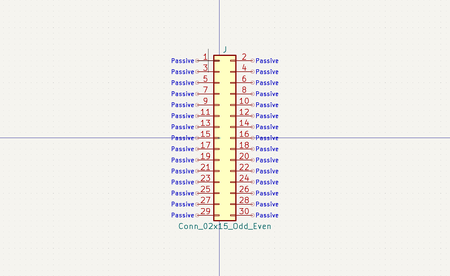 J
Passive 1 2 Passive
Passive 3 4 Passive
Passive 5 6 Passive
Passive 7 8 Passive
Passive 9 10 Passive
Passive 11 12 Passive
Passive 13 14 Passive
Passive 15 16 Passive
Passive 17 18 Passive
Passive 19 20 Passive
Passive 21 22 Passive
Passive 23 24 Passive
Passive 25 26 Passive
Passive 27 28 Passive
Passive 29 30 Passive
Conn_02x15_Odd_Even